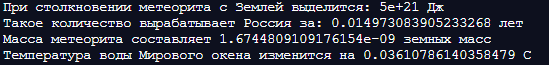 При столкновении метеорита с Землей выделится: 5e+21 Дж
Такое количество вырабатывает Россия за: 0.014973083905233268 лет
Масса метеорита составляет 1.6744809109176154e-09 земных масс
Температура воды Мирового окена изменится на 0.03610786140358479 С